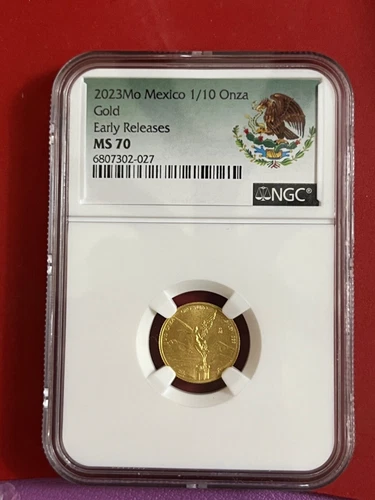 2023Mo Mexico 1/10 Onza
Gold
Early Releases
MS 70
6807302-027
NGC®